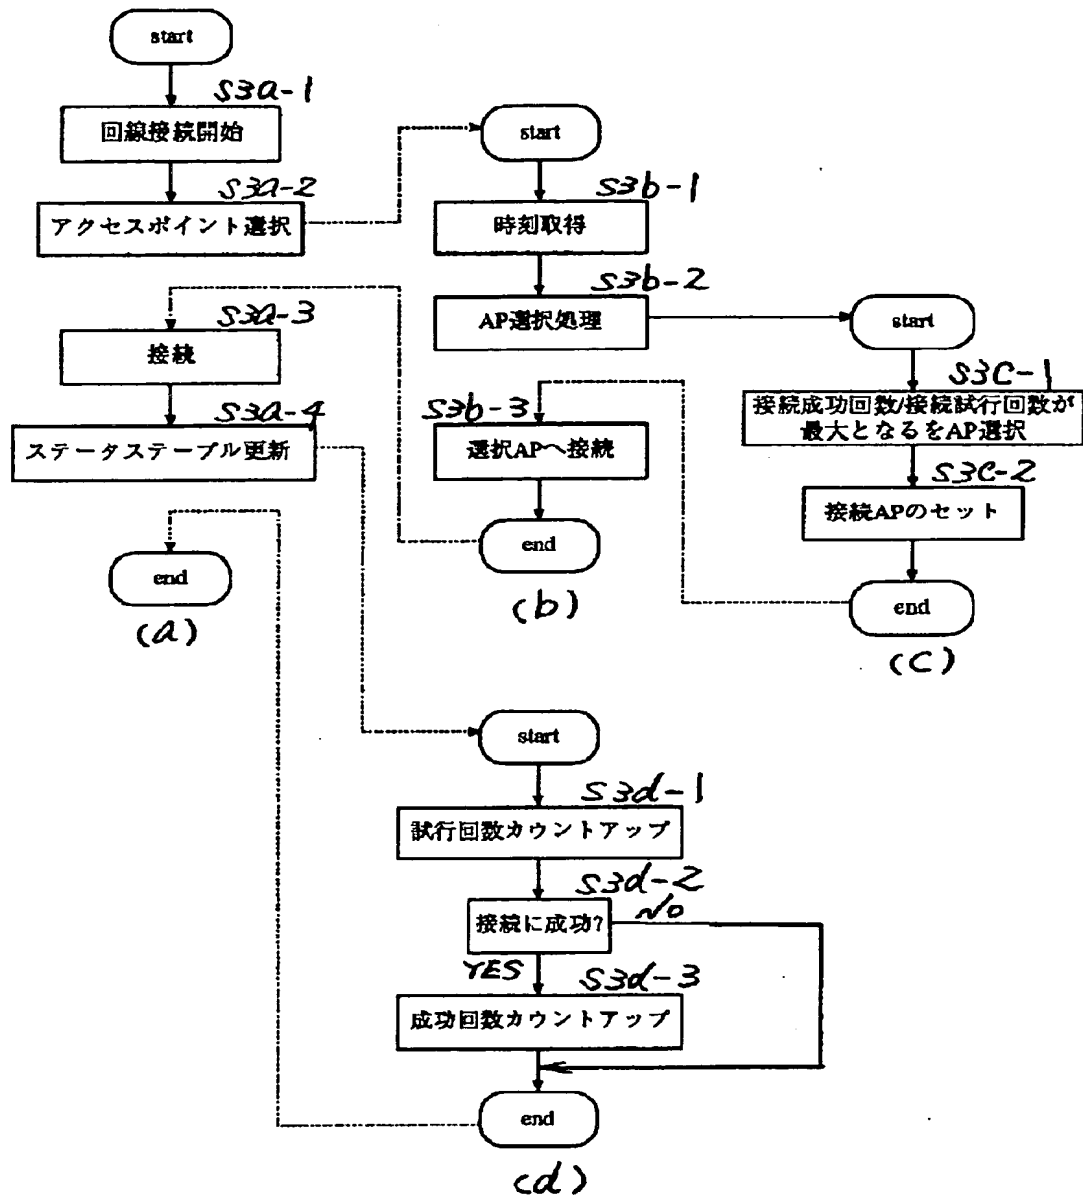 start
S3a-1
回線接続開始
S3a-2
アクセスポイント選択
S3a-3
接続
S3a-4
ステータステーブル更新
end
(a)
start
S3b-1
時刻取得
S3b-2
AP選択処理
S3b-3
選択APへ接続
end
(b)
start
S3C-1
接続成功回数/接続試行回数が
最大となるをAP選択
S3C-2
接続APのセット
end
(C)
start
S3d-1
試行回数カウントアップ
S3d-2
接続に成功?
No
YES
S3d-3
成功回数カウントアップ
end
(d)